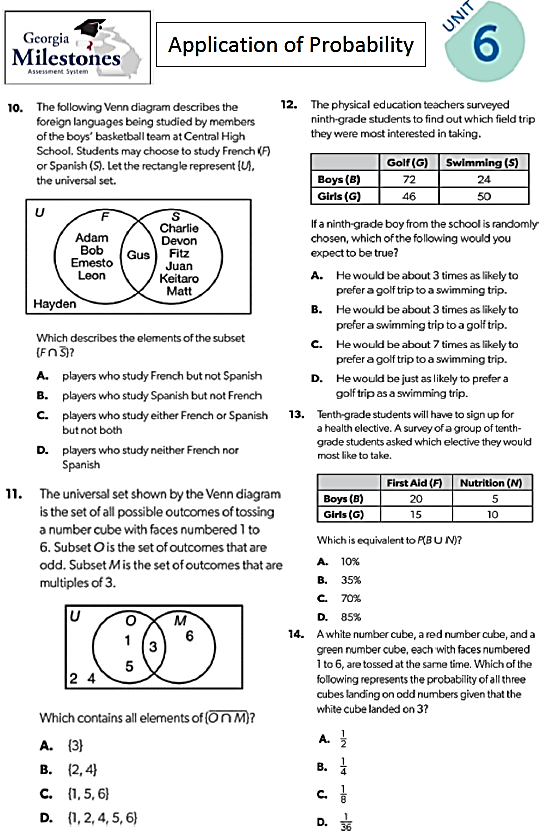 Georgia
Milestones
Assessment System
Application of Probability
UNIT
6
10. The following Venn diagram describes the
foreign languages being studied by members
of the boys' basketball team at Central High
School. Students may choose to study French (F)
or Spanish (S). Let the rectangle represent {U},
the universal set.
U
F
S
Adam
Bob
Ernesto
Leon
Gus
Charlie
Devon
Fitz
Juan
Keitaro
Matt
Hayden
Which describes the elements of the subset
{F ∩ S̅}?
A. players who study French but not Spanish
B. players who study Spanish but not French
C. players who study either French or Spanish
but not both
D. players who study neither French nor
Spanish
11. The universal set shown by the Venn diagram
is the set of all possible outcomes of tossing
a number cube with faces numbered 1 to
6. Subset O is the set of outcomes that are
odd. Subset M is the set of outcomes that are
multiples of 3.
U
O
M
1
3
6
5
2 4
Which contains all elements of {O̅ ̅∩̅ ̅M̅}?
A. {3}
B. {2, 4}
C. {1, 5, 6}
D. {1, 2, 4, 5, 6}
12. The physical education teachers surveyed
ninth-grade students to find out which field trip
they were most interested in taking.
Golf (G) Swimming (S)
Boys (B) 72 24
Girls (G) 46 50
If a ninth-grade boy from the school is randomly
chosen, which of the following would you
expect to be true?
A. He would be about 3 times as likely to
prefer a golf trip to a swimming trip.
B. He would be about 3 times as likely to
prefer a swimming trip to a golf trip.
C. He would be about 7 times as likely to
prefer a golf trip to a swimming trip.
D. He would be just as likely to prefer a
golf trip as a swimming trip.
13. Tenth-grade students will have to sign up for
a health elective. A survey of a group of tenth-
grade students asked which elective they would
most like to take.
First Aid (F) Nutrition (N)
Boys (B) 20 5
Girls (G) 15 10
Which is equivalent to P(B ∪ N)?
A. 10%
B. 35%
C. 70%
D. 85%
14. A white number cube, a red number cube, and a
green number cube, each with faces numbered
1 to 6, are tossed at the same time. Which of the
following represents the probability of all three
cubes landing on odd numbers given that the
white cube landed on 3?
A. 1/2
B. 1/4
C. 1/8
D. 1/36